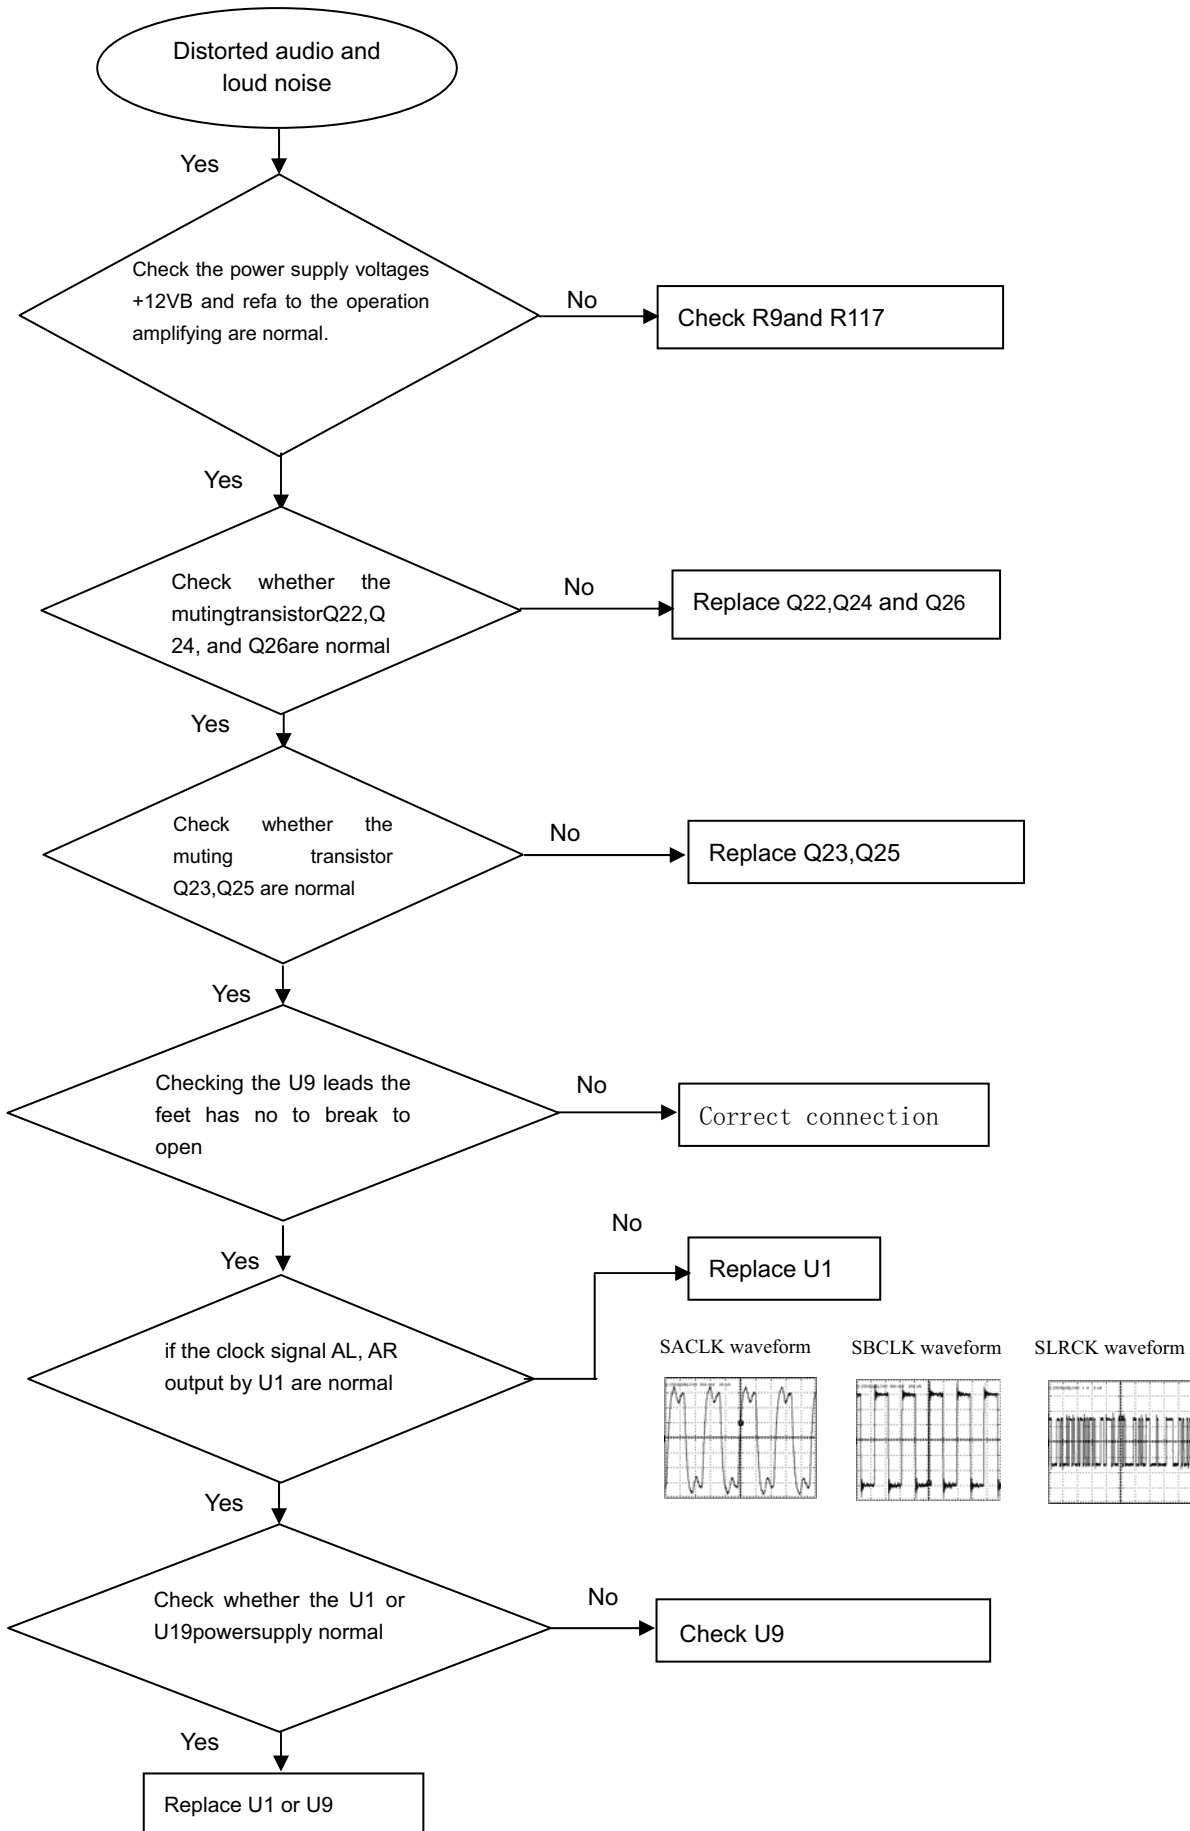 Distorted audio and
loud noise
Yes
Check the power supply voltages
+12VB and refa to the operation
amplifying are normal.
No
Check R9and R117
Yes
Check whether the
mutingtransistorQ22,Q
24, and Q26are normal
No
Replace Q22,Q24 and Q26
Yes
Check whether the
muting transistor
Q23,Q25 are normal
No
Replace Q23,Q25
Yes
Checking the U9 leads the
feet has no to break to
open
No
Correct connection
Yes
No
Replace U1
if the clock signal AL, AR
output by U1 are normal
SACLK waveform
SBCLK waveform
SLRCK waveform
Yes
Check whether the U1 or
U19powersupply normal
No
Check U9
Yes
Replace U1 or U9